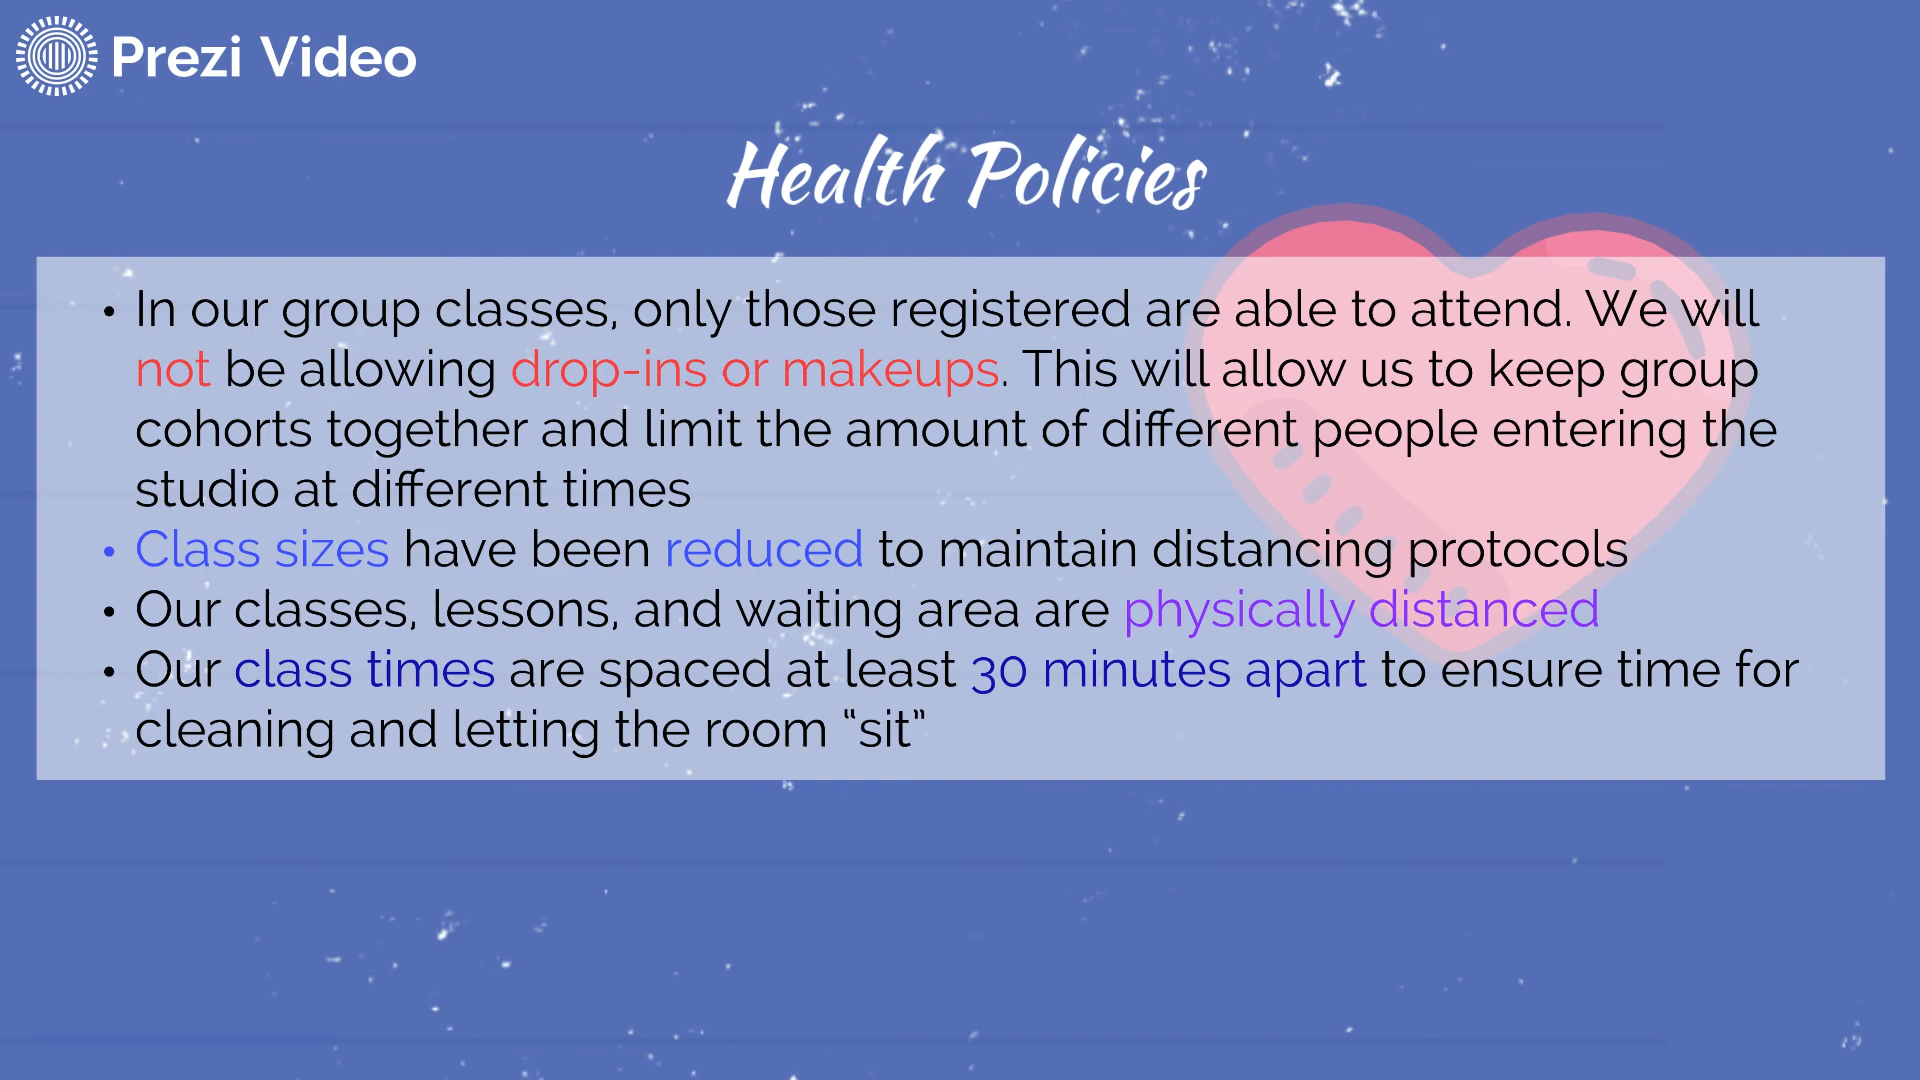 Prezi Video
Health Policies
• In our group classes, only those registered are able to attend. We will
not be allowing drop-ins or makeups. This will allow us to keep group
cohorts together and limit the amount of different people entering the
studio at different times
• Class sizes have been reduced to maintain distancing protocols
• Our classes, lessons, and waiting area are physically distanced
• Our class times are spaced at least 30 minutes apart to ensure time for
cleaning and letting the room “sit”